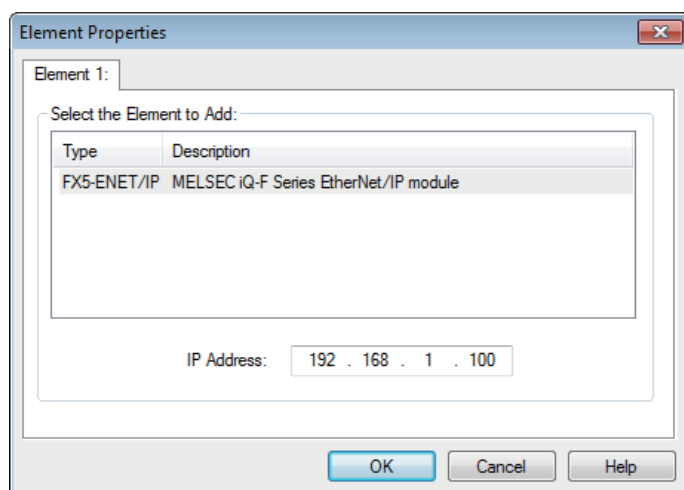 Element Properties
Element 1:
Select the Element to Add:
Type Description
FX5-ENET/IP MELSEC iQ-F Series EtherNet/IP module
IP Address: 192 . 168 . 1 . 100
OK Cancel Help